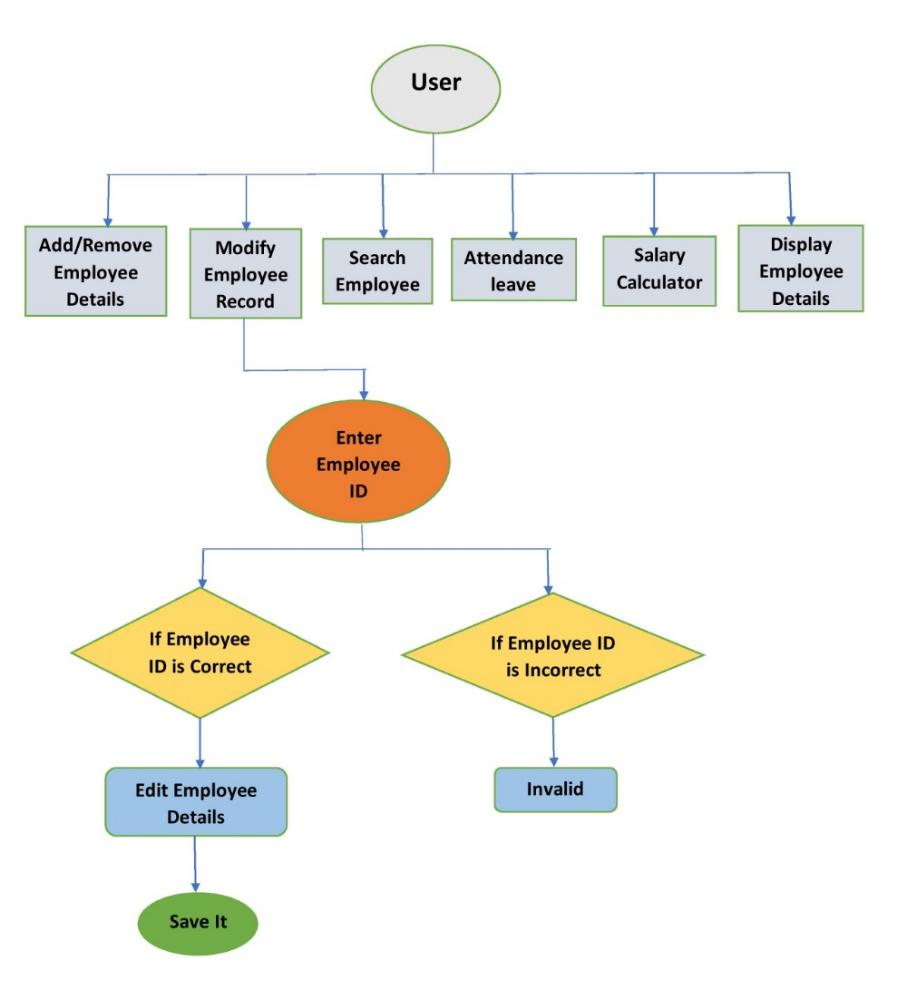 User
Add/Remove
Employee
Details
Modify
Employee
Record
Search
Employee
Attendance
leave
Salary
Calculator
Display
Employee
Details
Enter
Employee
ID
If Employee
ID is Correct
If Employee ID
is Incorrect
Edit Employee
Details
Invalid
Save It